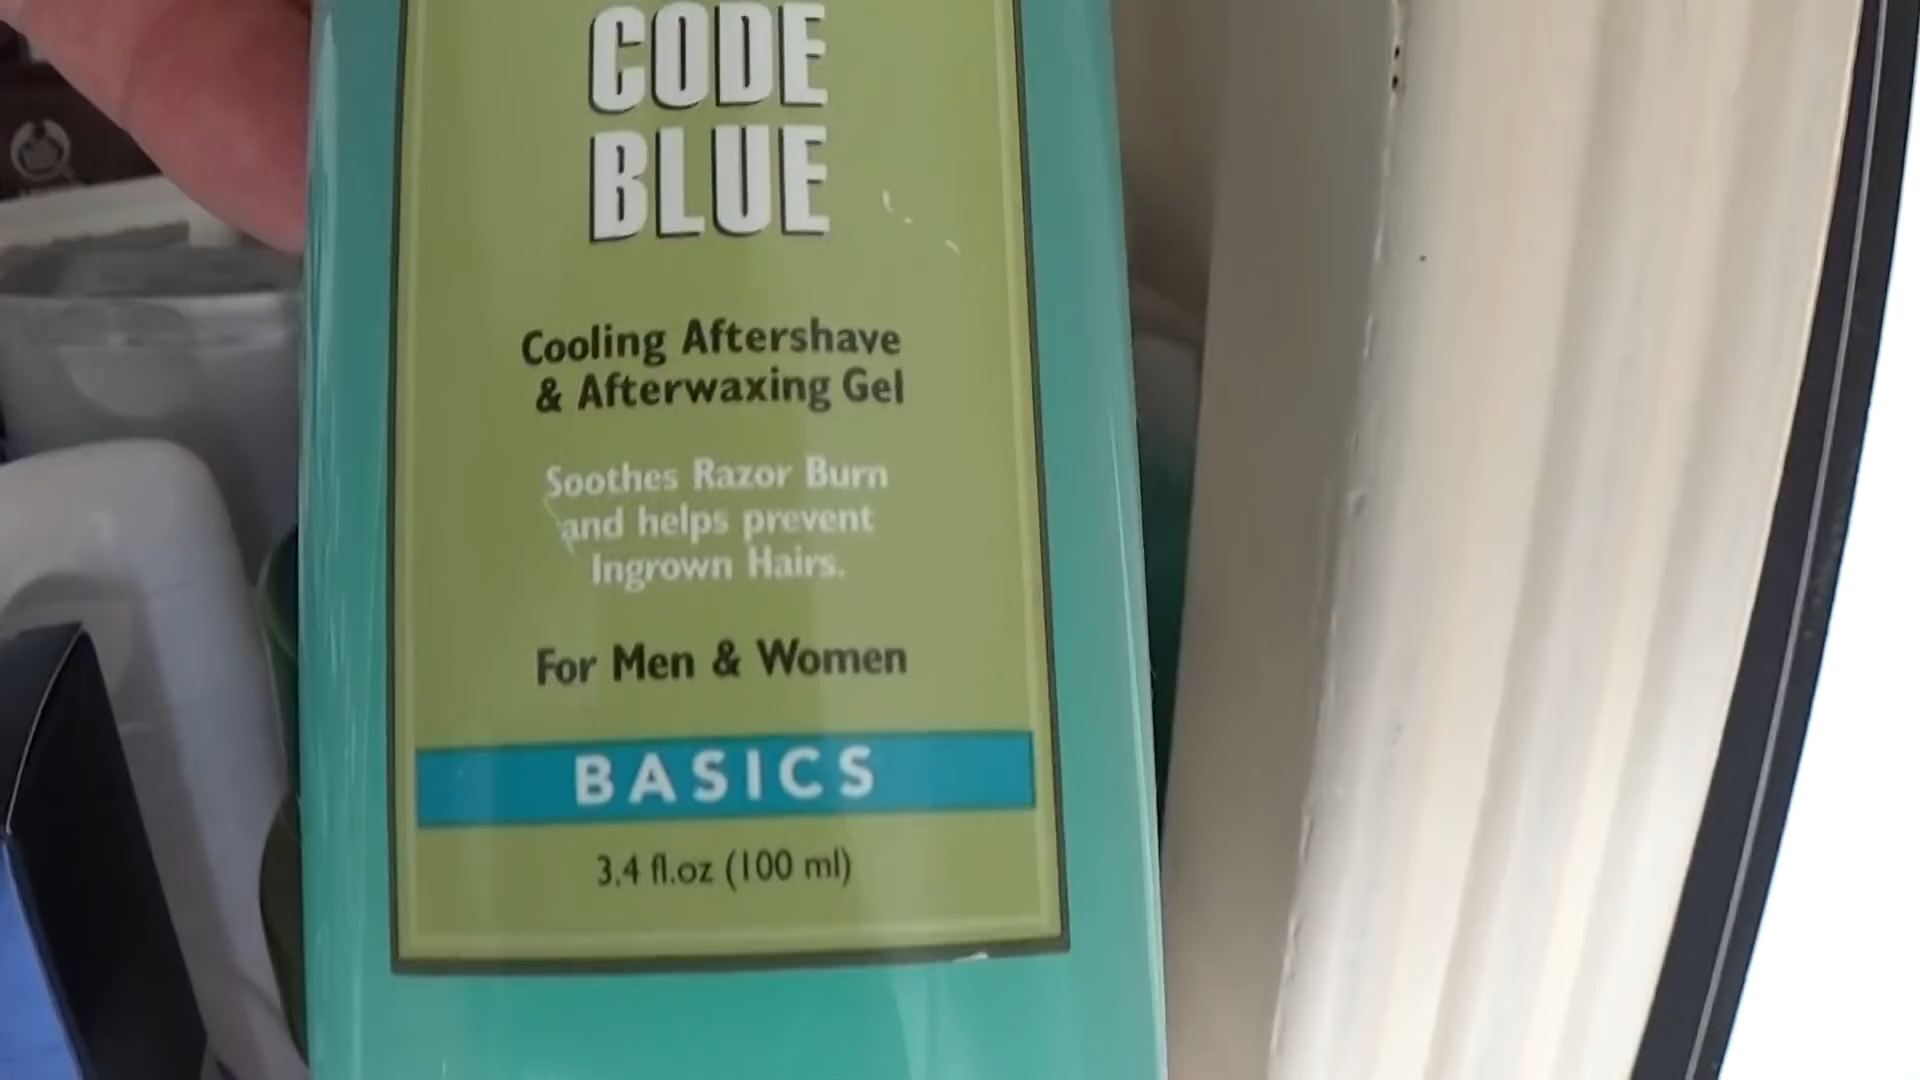 CODE
BLUE
Cooling Aftershave
& Afterwaxing Gel
Soothes Razor Burn
and helps prevent
Ingrown Hairs.
For Men & Women
BASICS
3.4 fl.oz (100 ml)